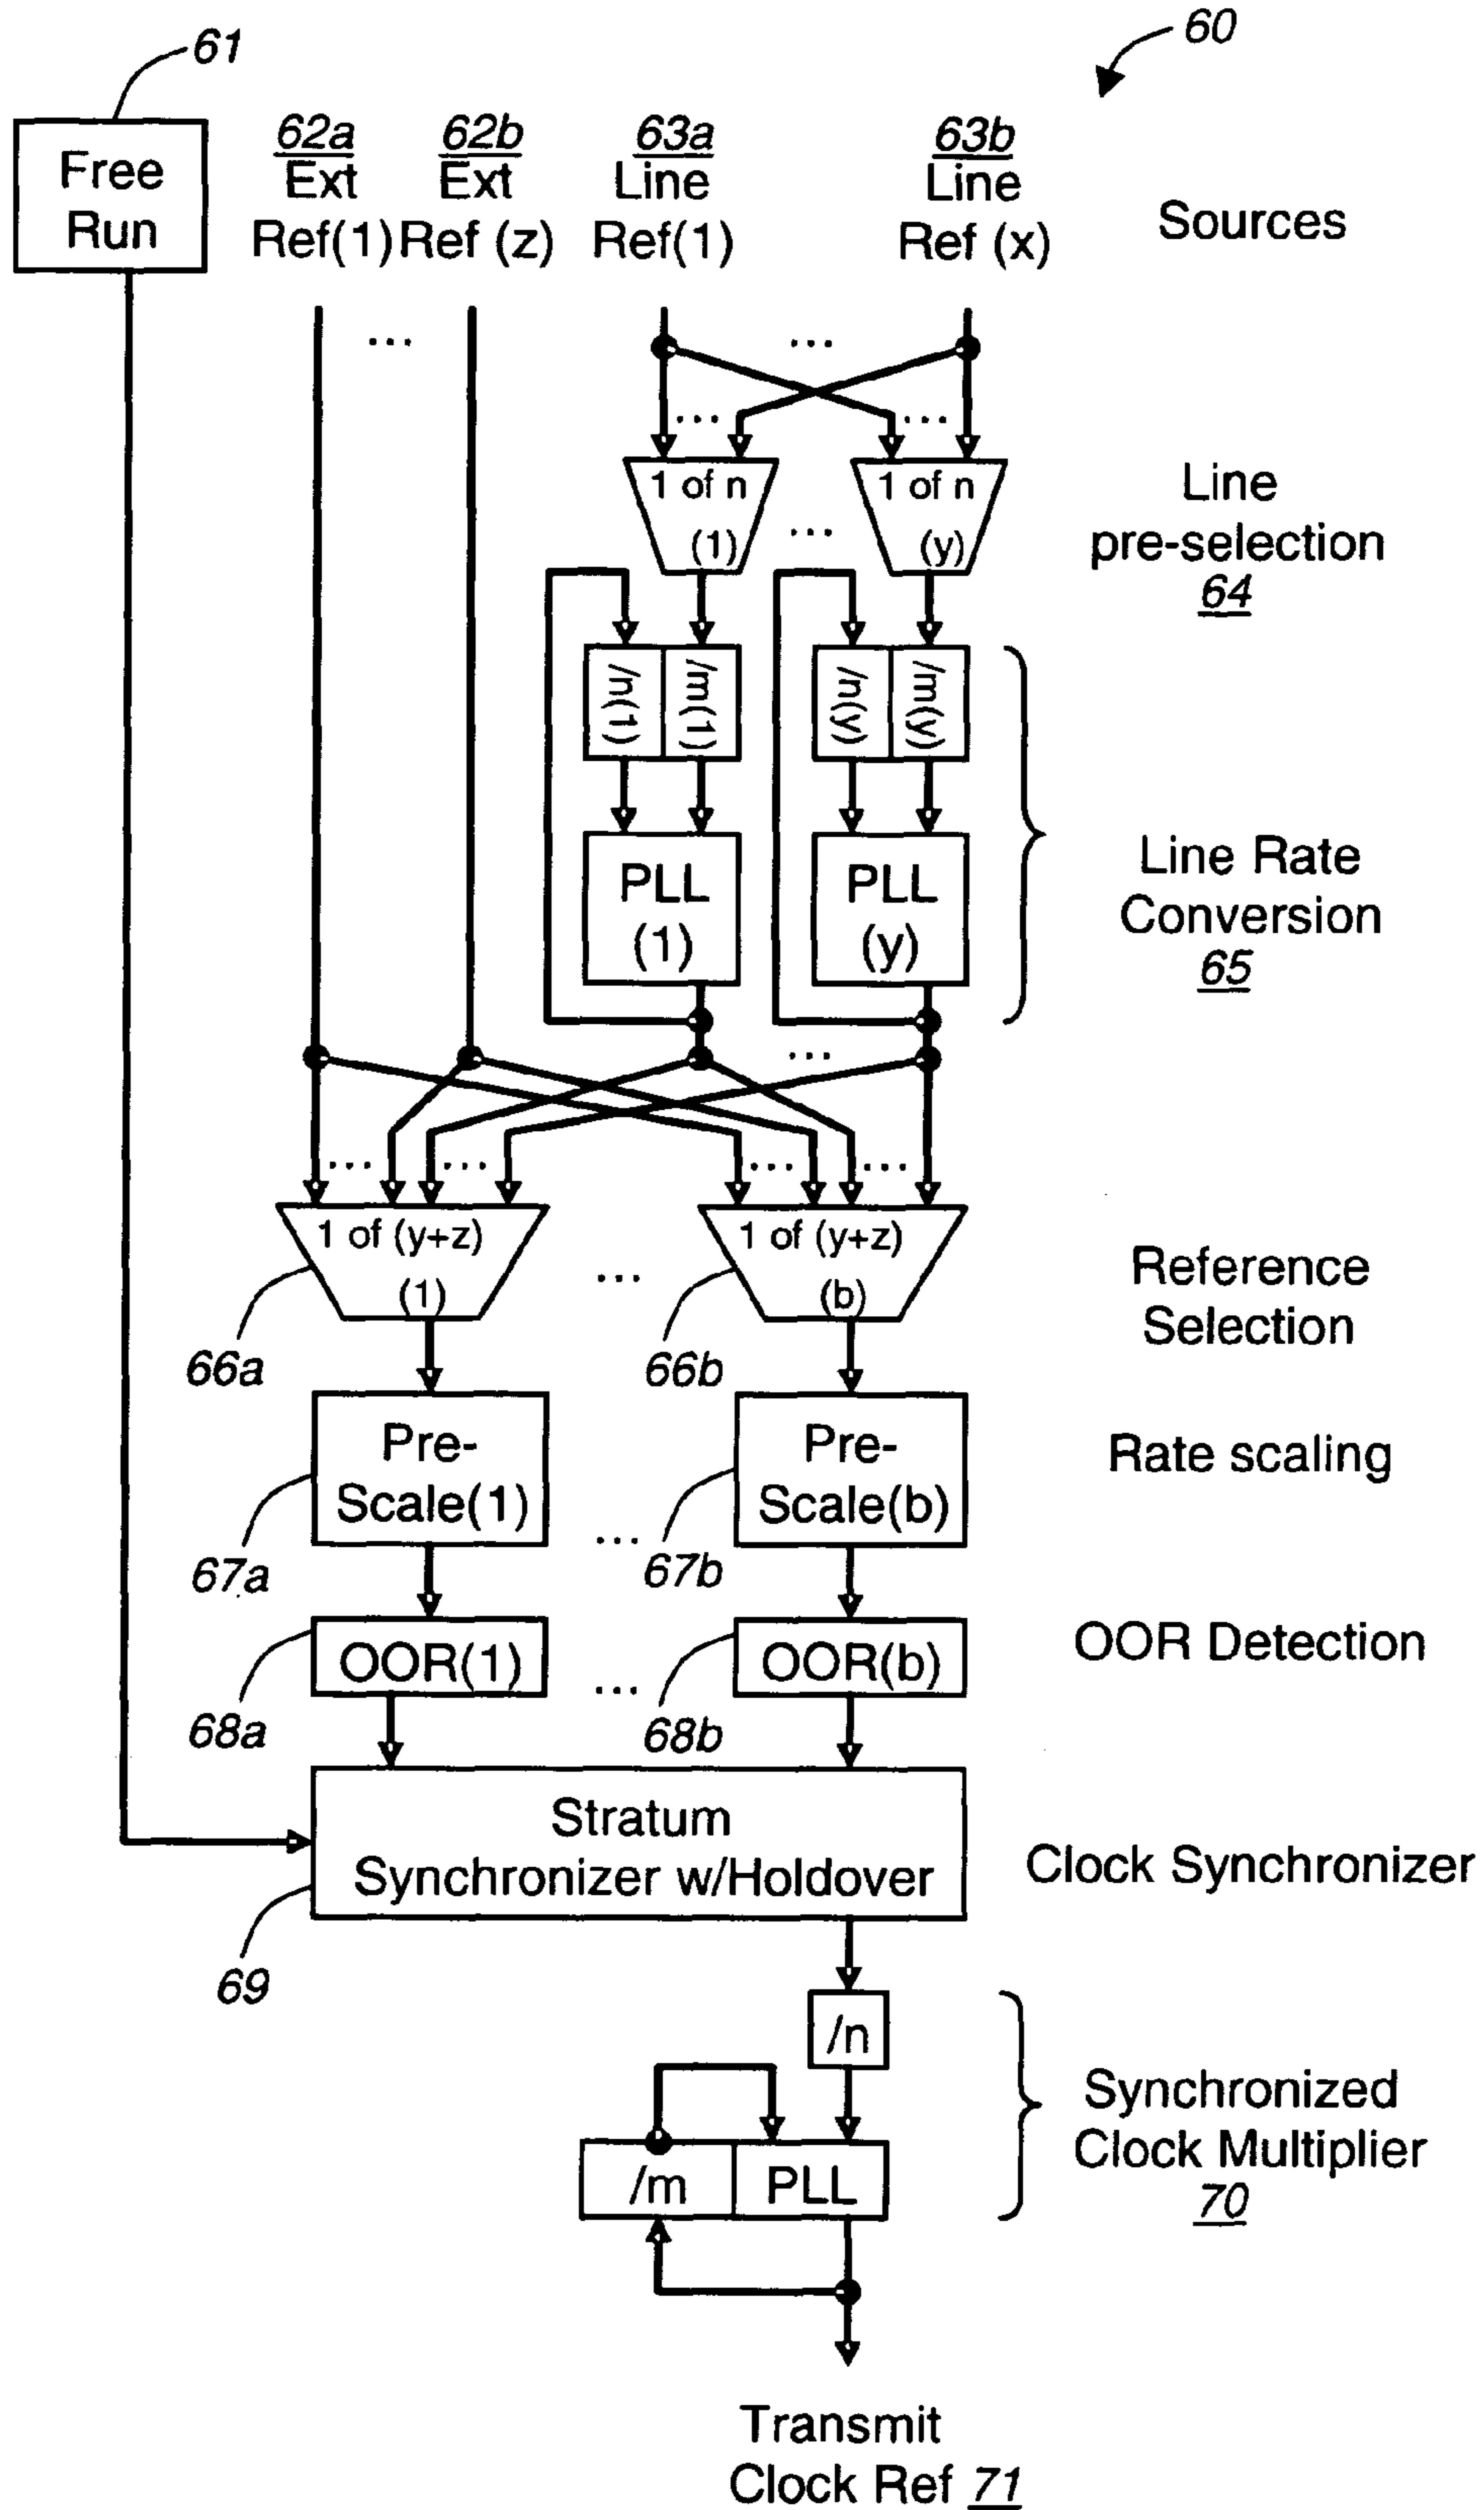 60
61
Free
Run
62a
Ext
Ref(1)
62b
Ext
Ref (z)
63a
Line
Ref(1)
63b
Line
Ref (x)
Sources
...
...
...
...
1 of n
(1)
...
1 of n
(y)
Line
pre-selection
64
/n(1)
/m(1)
/n(y)
/m(y)
PLL
(1)
PLL
(y)
Line Rate
Conversion
65
...
...
...
...
...
1 of (y+z)
(1)
...
1 of (y+z)
(b)
Reference
Selection
66a
66b
Pre-
Scale(1)
...
Pre-
Scale(b)
Rate scaling
67a
67b
OOR(1)
...
OOR(b)
OOR Detection
68a
68b
Stratum
Synchronizer w/Holdover
Clock Synchronizer
69
/n
/m
PLL
Synchronized
Clock Multiplier
70
Transmit
Clock Ref 71